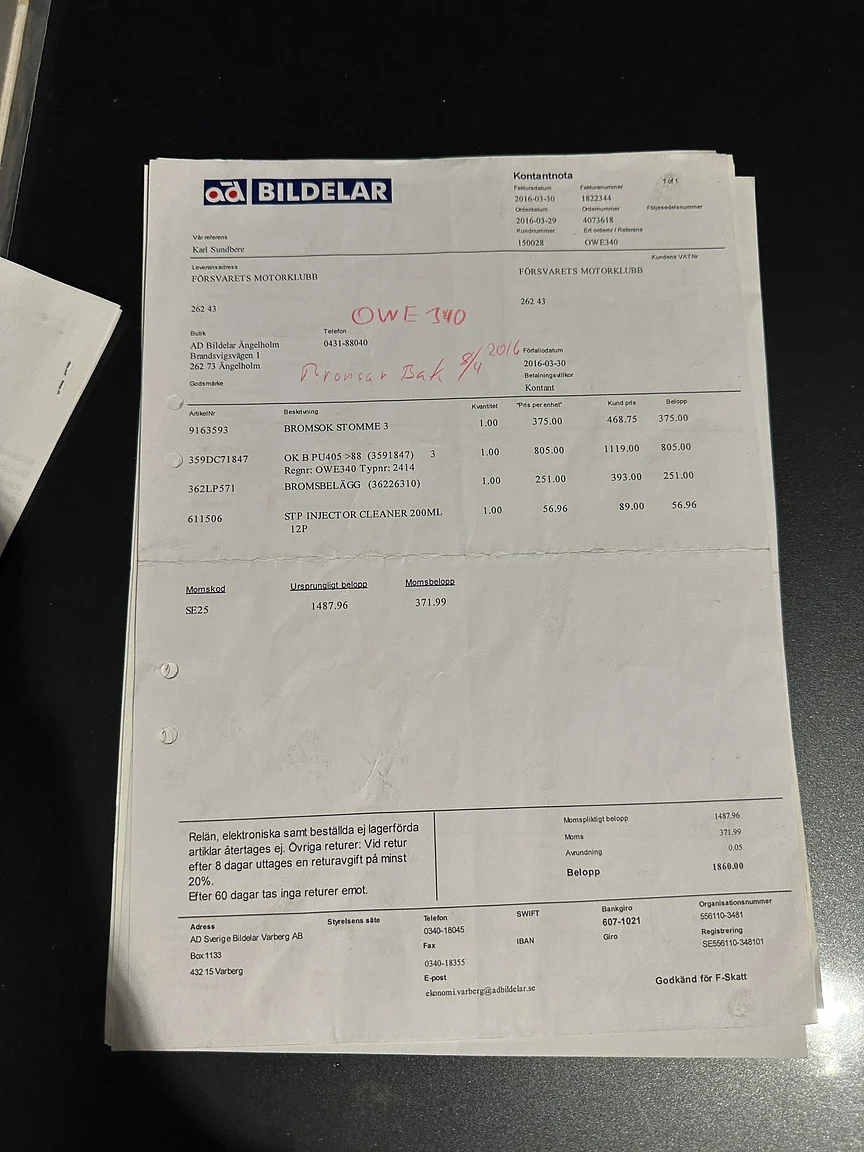 ad BILDELAR
Kontantnota
1 of 1
Fakturadatum Fakturanummer
2016-03-30 1822344
Orderdatum Ordernummer Följesedelsnummer
2016-03-29 4073618
Kundnummer Ert ordernr / Referens
150028 OWE340
Vår referens
Karl Sundberc
Kundens VATNr
Leveransadress
FÖRSVARETS MOTORKLUBB FÖRSVARETS MOTORKLUBB
262 43 262 43
OWE 340
Butik Telefon
AD Bildelar Ängelholm 0431-88040
Brandsvigsvägen 1
262 73 Ängelholm
Godsmärke
Bromsar Bak 8/4 2016
Förfallodatum
2016-03-30
Betalningsvillkor
Kontant
ArtikelNr Beskrivning Kvantitet "Pris per enhet" Kund pris Belopp
9163593 BROMSOK STOMME 3 1.00 375.00 468.75 375.00
359DC71847 OK B PU405 >88 (3591847) 3 1.00 805.00 1119.00 805.00
Regnr: OWE340 Typnr: 2414
362LP571 BROMSBELÄGG (36226310) 1.00 251.00 393.00 251.00
611506 STP INJECTOR CLEANER 200ML 1.00 56.96 89.00 56.96
12P
Momskod Ursprungligt belopp Momsbelopp
SE25 1487.96 371.99
Relän, elektroniska samt beställda ej lagerförda
artiklar återtages ej. Övriga returer: Vid retur
efter 8 dagar uttages en returavgift på minst
20%.
Efter 60 dagar tas inga returer emot.
Momspliktigt belopp 1487.96
Moms 371.99
Avrundning 0.05
Belopp 1860.00
Adress Styrelsens säte Telefon SWIFT Bankgiro Organisationsnummer
AD Sverige Bildelar Varberg AB 0340-18045 607-1021 556110-3481
Box 1133 Fax IBAN Giro Registrering
432 15 Varberg 0340-18355 SE556110-348101
E-post
ekonomi.varberg@adbildelar.se
Godkänd för F-Skatt